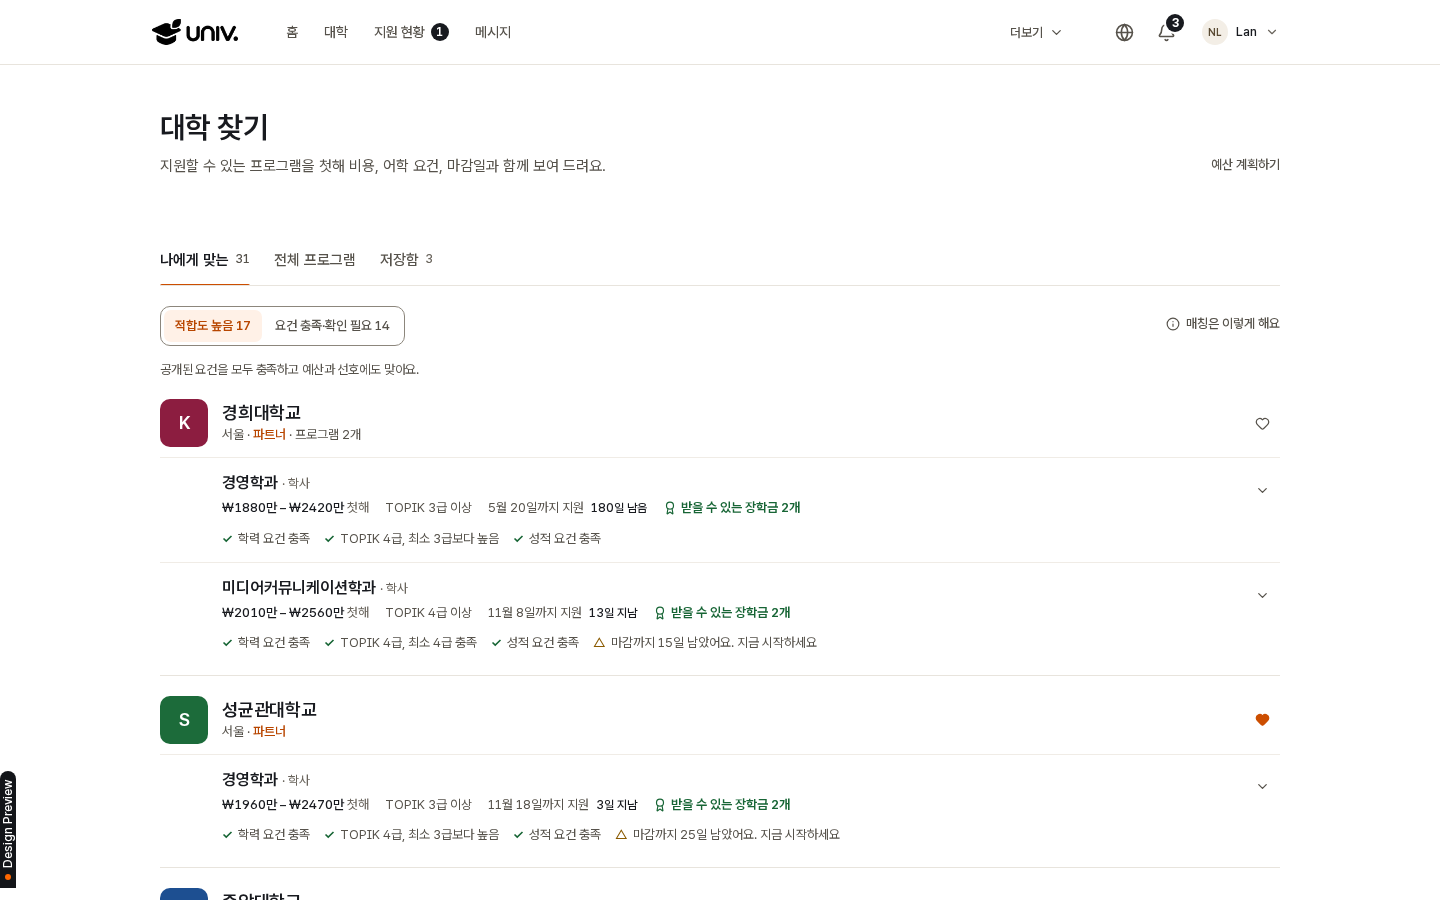 UNIV. 홈 대학 지원 현황 1 메시지 더보기 3 NL Lan
대학 찾기
지원할 수 있는 프로그램을 첫해 비용, 어학 요건, 마감일과 함께 보여 드려요.
예산 계획하기
나에게 맞는 31 전체 프로그램 저장함 3
적합도 높음 17 요건 충족·확인 필요 14
매칭은 이렇게 해요
공개된 요건을 모두 충족하고 예산과 선호에도 맞아요.
K
경희대학교
서울 · 파트너 · 프로그램 2개
경영학과 · 학사
₩1880만 – ₩2420만 첫해 TOPIK 3급 이상 5월 20일까지 지원 180일 남음 받을 수 있는 장학금 2개
학력 요건 충족 TOPIK 4급, 최소 3급보다 높음 성적 요건 충족
미디어커뮤니케이션학과 · 학사
₩2010만 – ₩2560만 첫해 TOPIK 4급 이상 11월 8일까지 지원 13일 지남 받을 수 있는 장학금 2개
학력 요건 충족 TOPIK 4급, 최소 4급 충족 성적 요건 충족 마감까지 15일 남았어요. 지금 시작하세요
S
성균관대학교
서울 · 파트너
경영학과 · 학사
₩1960만 – ₩2470만 첫해 TOPIK 3급 이상 11월 18일까지 지원 3일 지남 받을 수 있는 장학금 2개
학력 요건 충족 TOPIK 4급, 최소 3급보다 높음 성적 요건 충족 마감까지 25일 남았어요. 지금 시작하세요
Design Preview